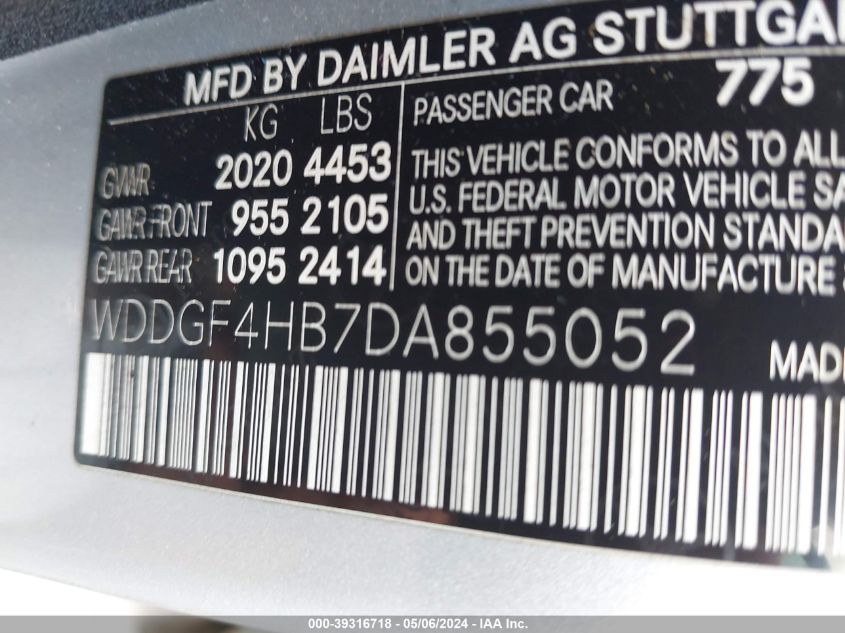 MFD BY DAIMLER AG STUTTGA
KG LBS
GVWR 2020 4453
GAWR FRONT 955 2105
GAWR REAR 1095 2414
PASSENGER CAR 775
THIS VEHICLE CONFORMS TO ALL
U.S. FEDERAL MOTOR VEHICLE SA
AND THEFT PREVENTION STANDA
ON THE DATE OF MANUFACTURE
WDDGF4HB7DA855052
MADE
000-39316718 | 05/06/2024 - IAA Inc.